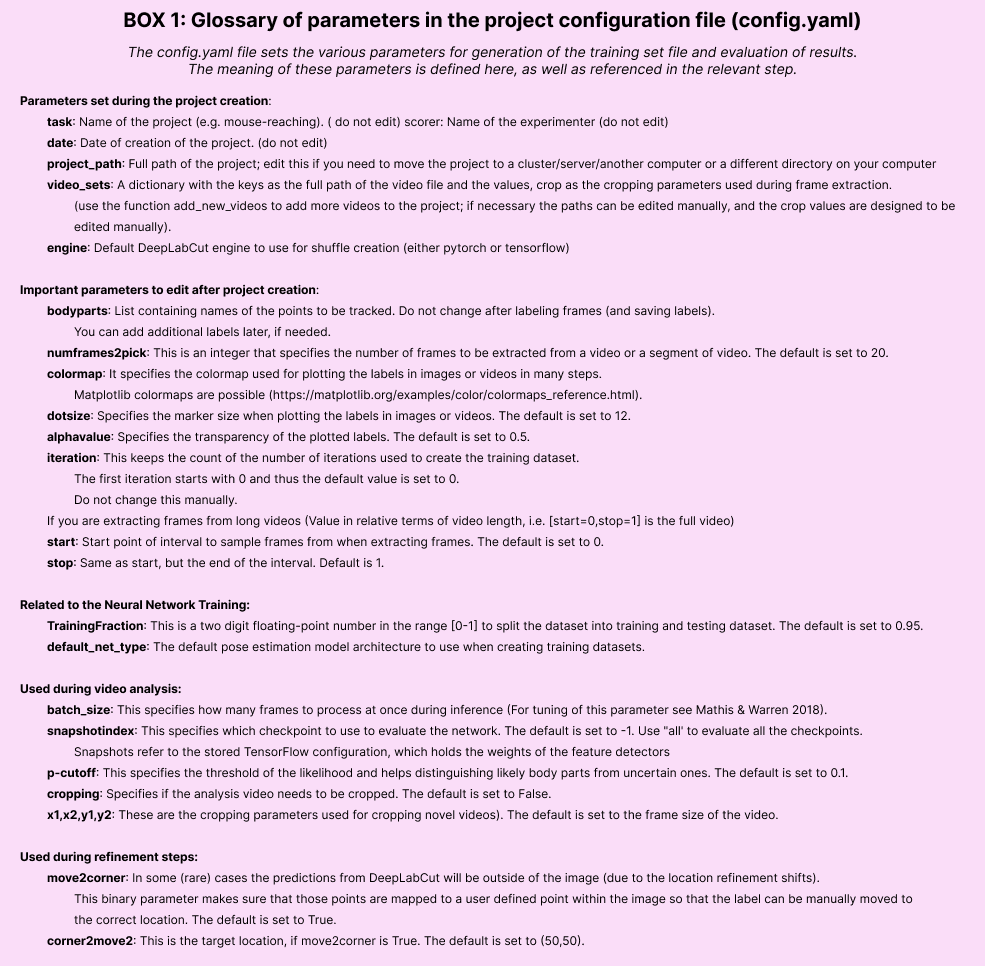 BOX 1: Glossary of parameters in the project configuration file (config.yaml)
The config.yaml file sets the various parameters for generation of the training set file and evaluation of results.
The meaning of these parameters is defined here, as well as referenced in the relevant step.
Parameters set during the project creation:
task: Name of the project (e.g. mouse-reaching). ( do not edit) scorer: Name of the experimenter (do not edit)
date: Date of creation of the project. (do not edit)
project_path: Full path of the project; edit this if you need to move the project to a cluster/server/another computer or a different directory on your computer
video_sets: A dictionary with the keys as the full path of the video file and the values, crop as the cropping parameters used during frame extraction.
(use the function add_new_videos to add more videos to the project; if necessary the paths can be edited manually, and the crop values are designed to be
edited manually).
engine: Default DeepLabCut engine to use for shuffle creation (either pytorch or tensorflow)
Important parameters to edit after project creation:
bodyparts: List containing names of the points to be tracked. Do not change after labeling frames (and saving labels).
You can add additional labels later, if needed.
numframes2pick: This is an integer that specifies the number of frames to be extracted from a video or a segment of video. The default is set to 20.
colormap: It specifies the colormap used for plotting the labels in images or videos in many steps.
Matplotlib colormaps are possible (https://matplotlib.org/examples/color/colormaps_reference.html).
dotsize: Specifies the marker size when plotting the labels in images or videos. The default is set to 12.
alphavalue: Specifies the transparency of the plotted labels. The default is set to 0.5.
iteration: This keeps the count of the number of iterations used to create the training dataset.
The first iteration starts with 0 and thus the default value is set to 0.
Do not change this manually.
If you are extracting frames from long videos (Value in relative terms of video length, i.e. [start=0,stop=1] is the full video)
start: Start point of interval to sample frames from when extracting frames. The default is set to 0.
stop: Same as start, but the end of the interval. Default is 1.
Related to the Neural Network Training:
TrainingFraction: This is a two digit floating-point number in the range [0-1] to split the dataset into training and testing dataset. The default is set to 0.95.
default_net_type: The default pose estimation model architecture to use when creating training datasets.
Used during video analysis:
batch_size: This specifies how many frames to process at once during inference (For tuning of this parameter see Mathis & Warren 2018).
snapshotindex: This specifies which checkpoint to use to evaluate the network. The default is set to -1. Use "all' to evaluate all the checkpoints.
Snapshots refer to the stored TensorFlow configuration, which holds the weights of the feature detectors
p-cutoff: This specifies the threshold of the likelihood and helps distinguishing likely body parts from uncertain ones. The default is set to 0.1.
cropping: Specifies if the analysis video needs to be cropped. The default is set to False.
x1,x2,y1,y2: These are the cropping parameters used for cropping novel videos). The default is set to the frame size of the video.
Used during refinement steps:
move2corner: In some (rare) cases the predictions from DeepLabCut will be outside of the image (due to the location refinement shifts).
This binary parameter makes sure that those points are mapped to a user defined point within the image so that the label can be manually moved to
the correct location. The default is set to True.
corner2move2: This is the target location, if move2corner is True. The default is set to (50,50).